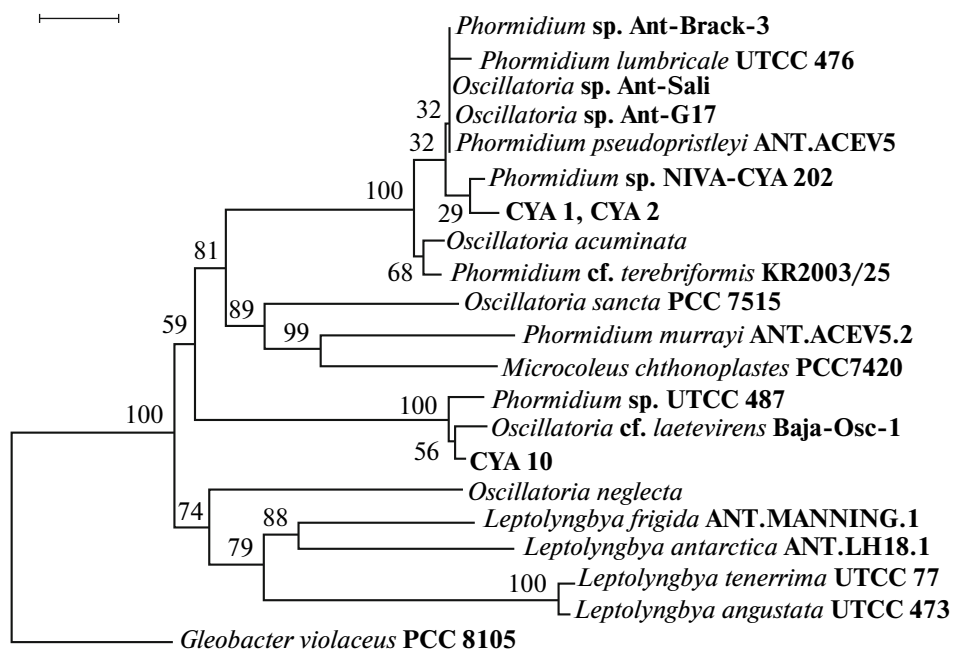 Phormidium sp. Ant-Brack-3
Phormidium lumbricale UTCC 476
Oscillatoria sp. Ant-Sali
32
Oscillatoria sp. Ant-G17
32
Phormidium pseudopristleyi ANT.ACEV5
Phormidium sp. NIVA-CYA 202
100
29
CYA 1, CYA 2
Oscillatoria acuminata
81
68
Phormidium cf. terebriformis KR2003/25
Oscillatoria sancta PCC 7515
89
59
99
Phormidium murrayi ANT.ACEV5.2
Microcoleus chthonoplastes PCC7420
Phormidium sp. UTCC 487
100
100
Oscillatoria cf. laetevirens Baja-Osc-1
56
CYA 10
Oscillatoria neglecta
74
88
Leptolyngbya frigida ANT.MANNING.1
79
Leptolyngbya antarctica ANT.LH18.1
100
Leptolyngbya tenerrima UTCC 77
Leptolyngbya angustata UTCC 473
Gleobacter violaceus PCC 8105